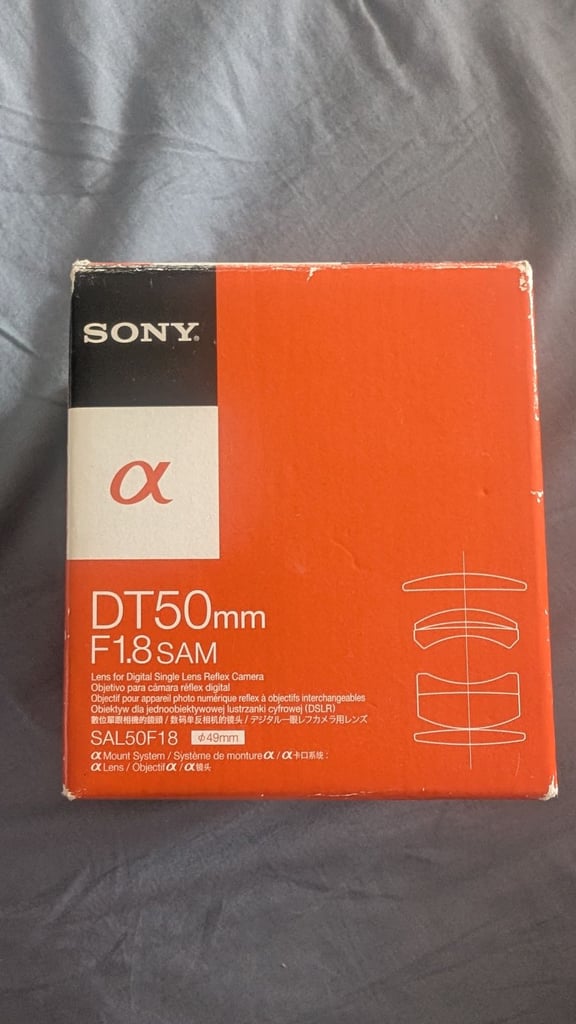 SONY®
α
DT50mm
F1.8 SAM
Lens for Digital Single Lens Reflex Camera
Objetivo para cámara réflex digital
Objectif pour appareil photo numérique reflex à objectifs interchangeables
Obiektyw dla jednoobiektywowej lustrzanki cyfrowej (DSLR)
數位單眼相機的鏡頭 / 数码单反相机的镜头 / デジタル一眼レフカメラ用レンズ
SAL50F18 ϕ49mm
α Mount System / Système de monture α / α卡口系统 :
α Lens / Objectif α / α镜头